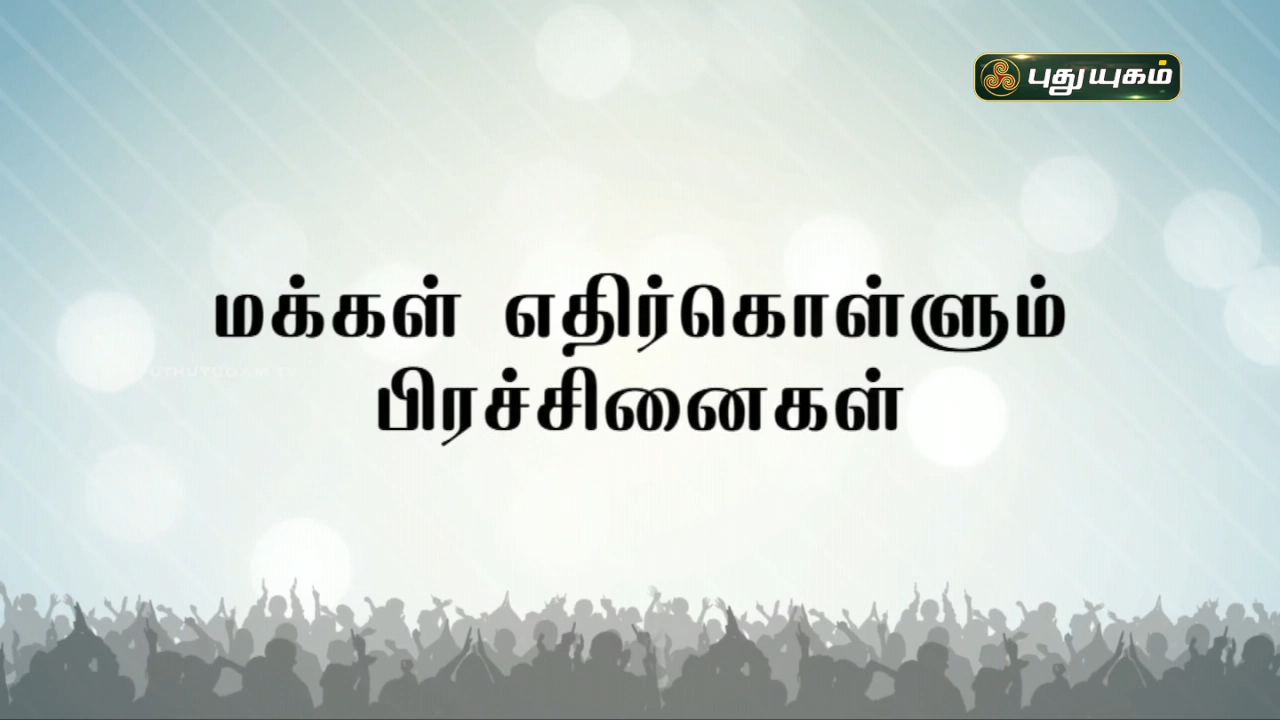 புதுயுகம்
மக்கள் எதிர்கொள்ளும்
பிரச்சினைகள்